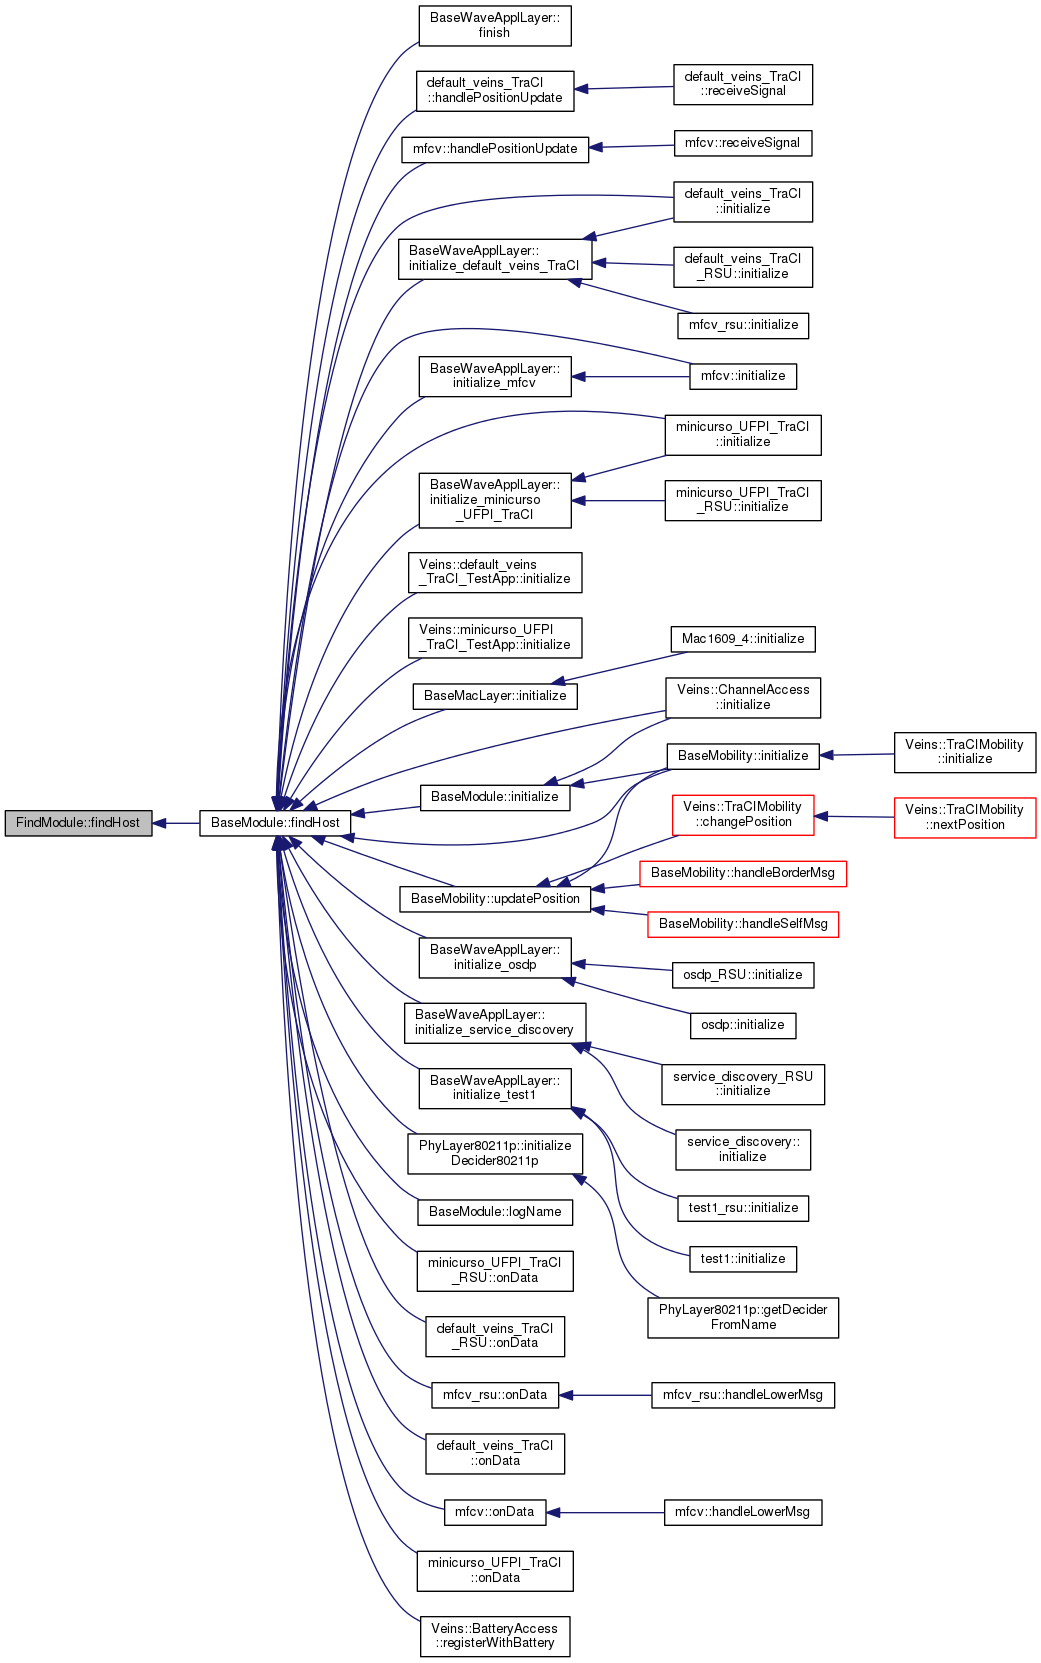 BaseWaveApplLayer::
finish
default_veins_TraCI
::handlePositionUpdate
default_veins_TraCI
::receiveSignal
mfcv::handlePositionUpdate
mfcv::receiveSignal
default_veins_TraCI
::initialize
BaseWaveApplLayer::
initialize_default_veins_TraCI
default_veins_TraCI
_RSU::initialize
mfcv_rsu::initialize
BaseWaveApplLayer::
initialize_mfcv
mfcv::initialize
minicurso_UFPI_TraCI
::initialize
BaseWaveApplLayer::
initialize_minicurso
_UFPI_TraCI
minicurso_UFPI_TraCI
_RSU::initialize
Veins::default_veins
_TraCI_TestApp::initialize
Veins::minicurso_UFPI
_TraCI_TestApp::initialize
Mac1609_4::initialize
BaseMacLayer::initialize
Veins::ChannelAccess
::initialize
BaseMobility::initialize
Veins::TraCIMobility
::initialize
BaseModule::initialize
FindModule::findHost
BaseModule::findHost
Veins::TraCIMobility
::changePosition
Veins::TraCIMobility
::nextPosition
BaseMobility::handleBorderMsg
BaseMobility::updatePosition
BaseMobility::handleSelfMsg
BaseWaveApplLayer::
initialize_osdp
osdp_RSU::initialize
osdp::initialize
BaseWaveApplLayer::
initialize_service_discovery
service_discovery_RSU
::initialize
BaseWaveApplLayer::
initialize_test1
service_discovery::
initialize
PhyLayer80211p::initialize
Decider80211p
test1_rsu::initialize
BaseModule::logName
test1::initialize
minicurso_UFPI_TraCI
_RSU::onData
PhyLayer80211p::getDecider
FromName
default_veins_TraCI
_RSU::onData
mfcv_rsu::onData
mfcv_rsu::handleLowerMsg
default_veins_TraCI
::onData
mfcv::onData
mfcv::handleLowerMsg
minicurso_UFPI_TraCI
::onData
Veins::BatteryAccess
::registerWithBattery